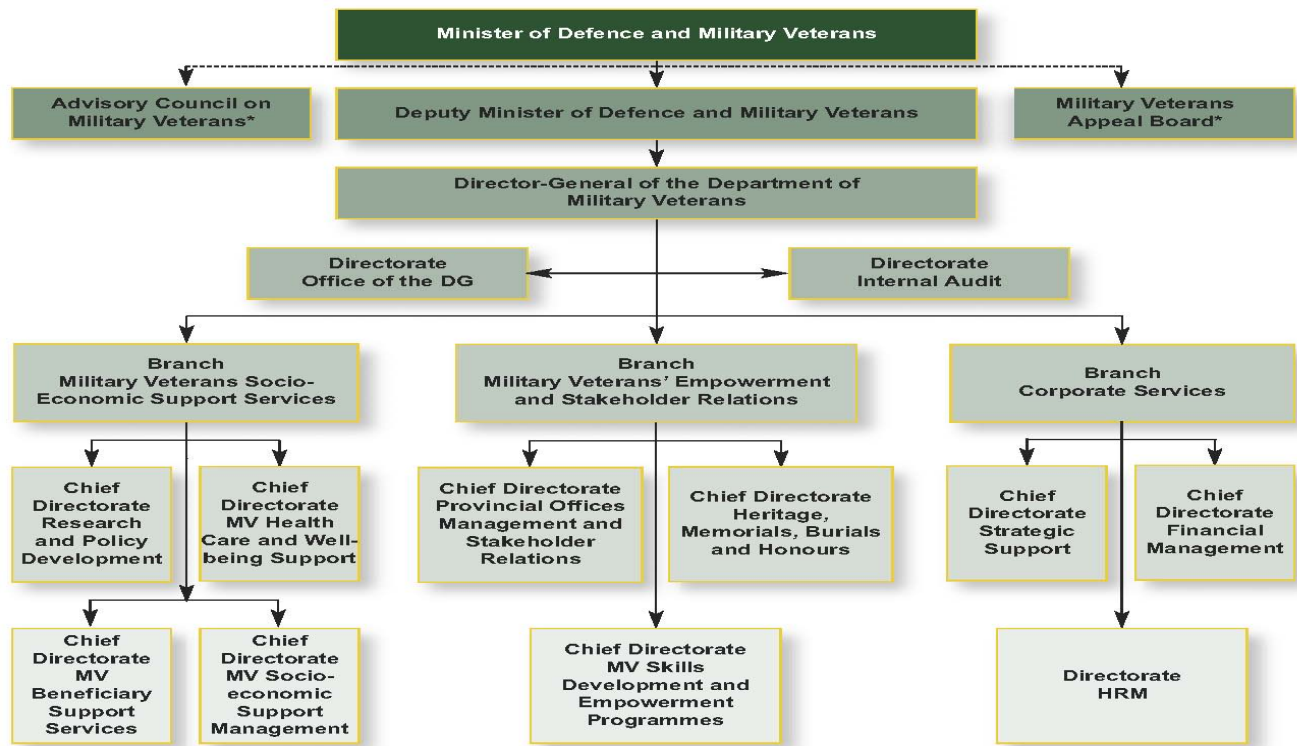 Minister of Defence and Military Veterans
Advisory Council on
Military Veterans*
Deputy Minister of Defence and Military Veterans
Military Veterans
Appeal Board*
Director-General of the Department of
Military Veterans
Directorate
Office of the DG
Directorate
Internal Audit
Branch
Military Veterans Socio-
Economic Support Services
Branch
Military Veterans' Empowerment
and Stakeholder Relations
Branch
Corporate Services
Chief
Directorate
Research
and Policy
Development
Chief
Directorate
MV Health
Care and Well-
being Support
Chief Directorate
Provincial Offices
Management and
Stakeholder
Relations
Chief Directorate
Heritage,
Memorials, Burials
and Honours
Chief
Directorate
Strategic
Support
Chief
Directorate
Financial
Management
Chief
Directorate
MV
Beneficiary
Support
Services
Chief
Directorate
MV Socio-
economic
Support
Management
Chief Directorate
MV Skills
Development and
Empowerment
Programmes
Directorate
HRM